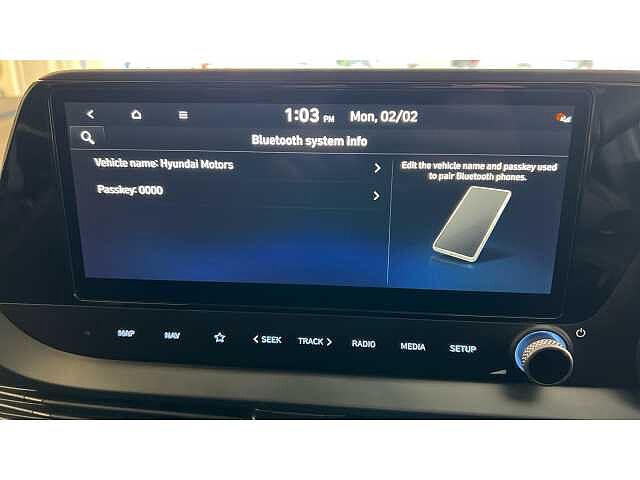 1:03 PM Mon, 02/02
Bluetooth system info
Vehicle name: Hyundai Motors
Passkey: 0000
Edit the vehicle name and passkey used
to pair Bluetooth phones.
MAP NAV SEEK TRACK RADIO MEDIA SETUP